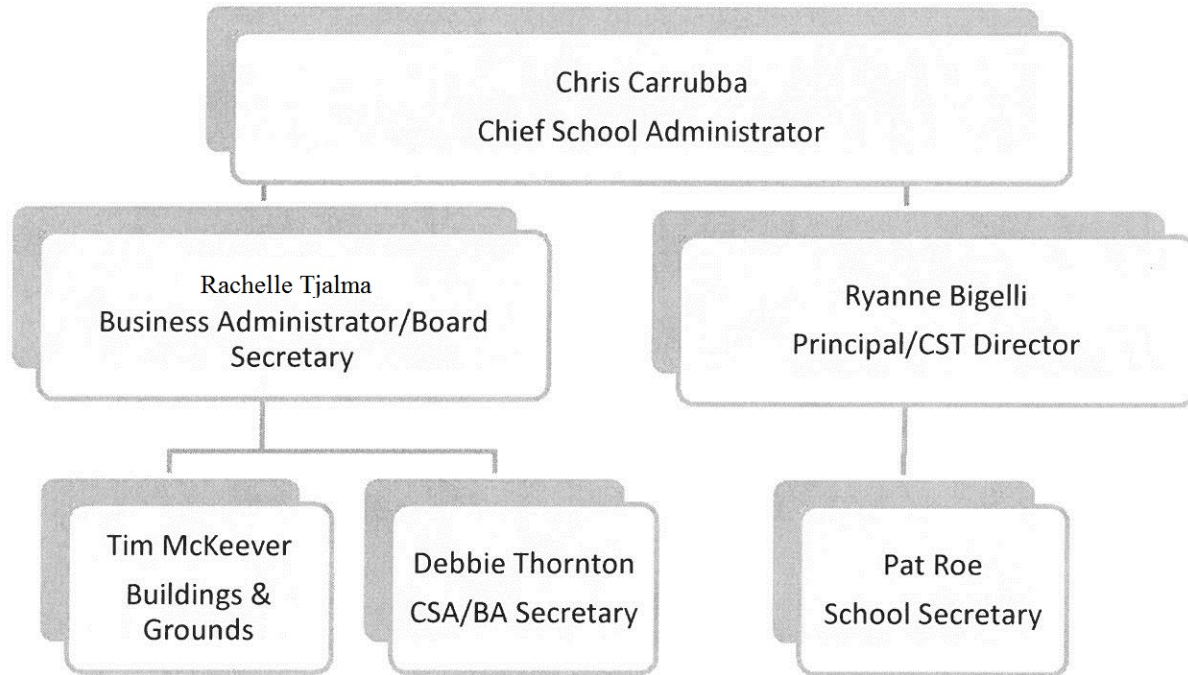 Chris Carrubba
Chief School Administrator
Rachelle Tjalma
Business Administrator/Board
Secretary
Ryanne Bigelli
Principal/CST Director
Tim McKeever
Buildings &
Grounds
Debbie Thornton
CSA/BA Secretary
Pat Roe
School Secretary